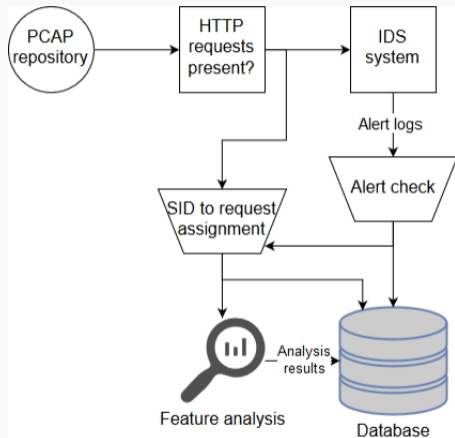 PCAP
repository
HTTP
requests
present?
IDS
system
Alert logs
SID to request
assignment
Alert check
Analysis
results
Feature analysis
Database